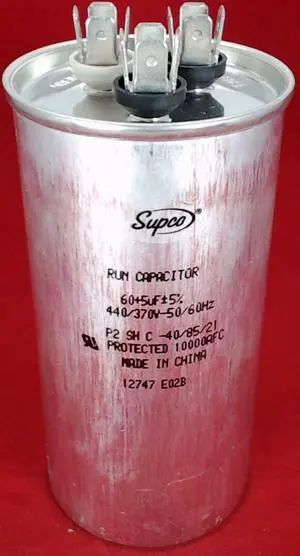 Supco®
RUN CAPACITOR
60+5uF±5%
440/370V-50/60HZ
P2 SH C -40/85/21
PROTECTED 10000AFC
MADE IN CHINA
12747 E02B